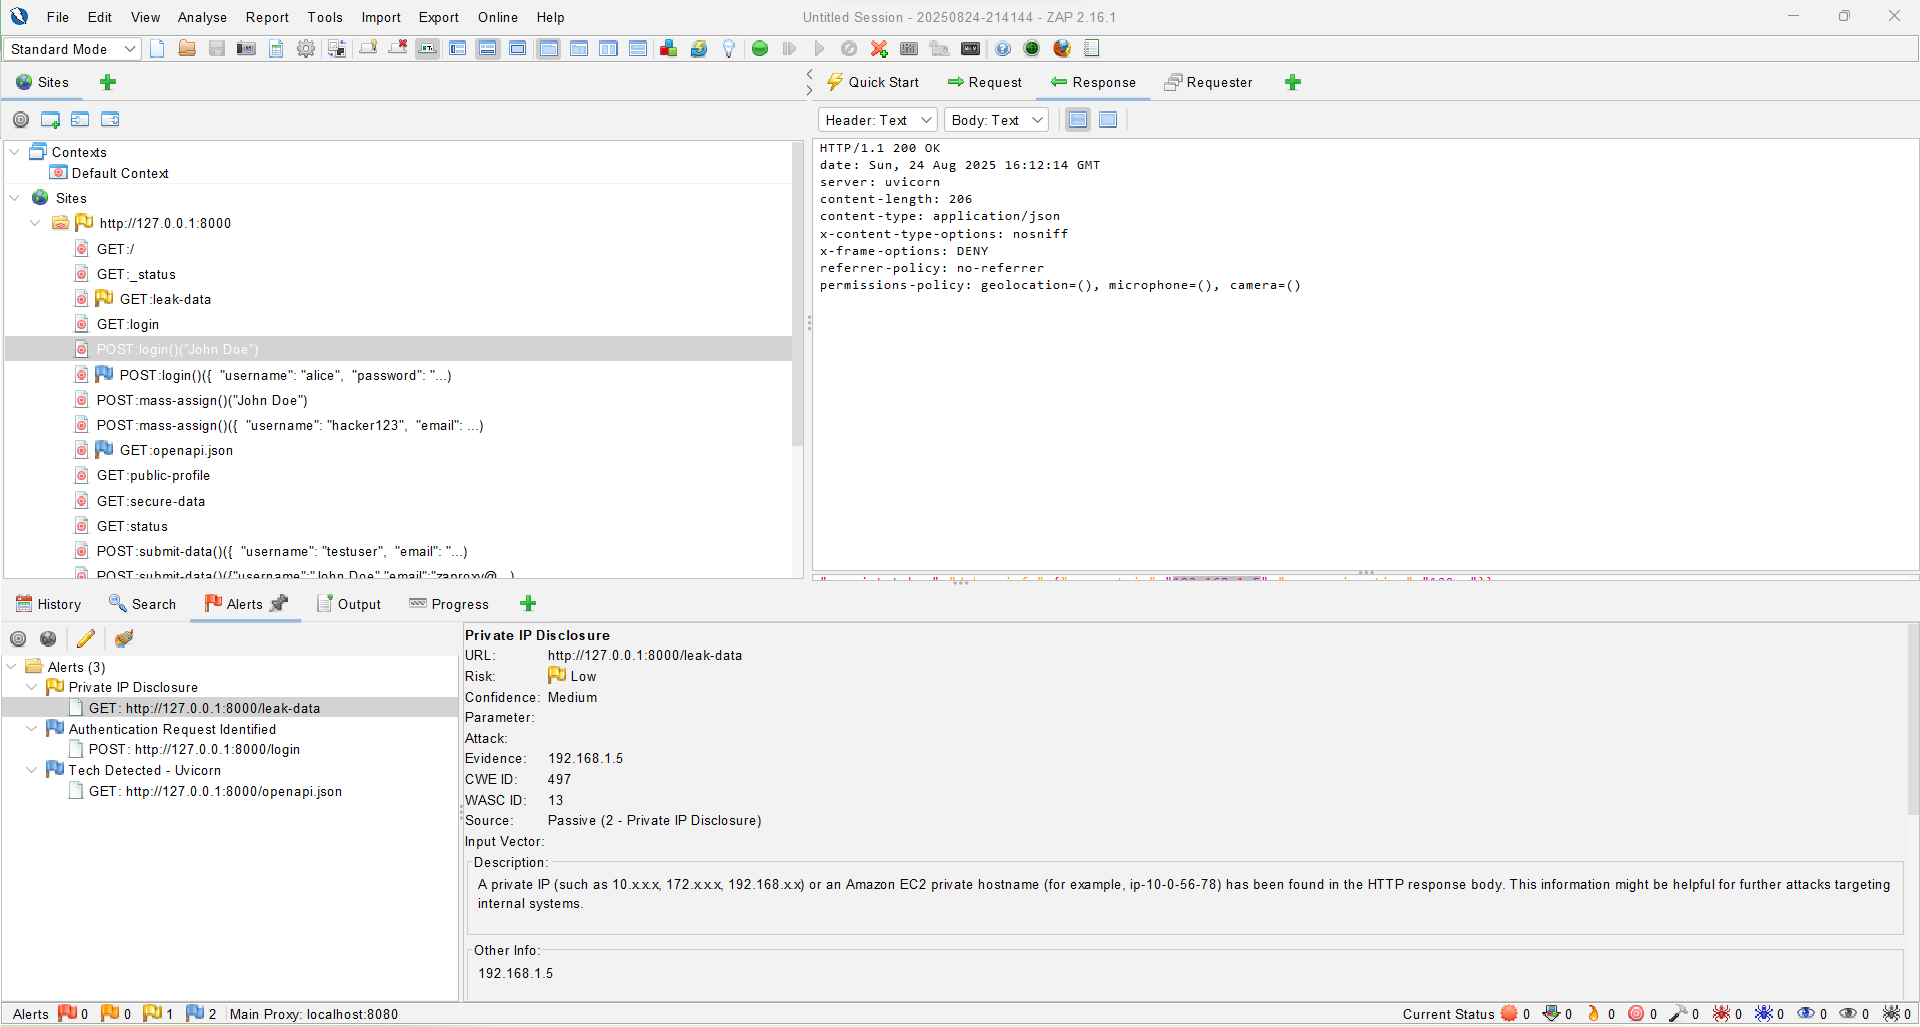 File Edit View Analyse Report Tools Import Export Online Help
Untitled Session - 20250824-214144 - ZAP 2.16.1
Standard Mode
Sites
Quick Start
Request
Response
Requester
Header: Text
Body: Text
Contexts
Default Context
Sites
http://127.0.0.1:8000
GET:/
GET:_status
GET:leak-data
GET:login
POST:login()("John Doe")
POST:login()({ "username": "alice", "password": "...)
POST:mass-assign()("John Doe")
POST:mass-assign()({ "username": "hacker123", "email": ...)
GET:openapi.json
GET:public-profile
GET:secure-data
GET:status
POST:submit-data()({ "username": "testuser", "email": "...)
POST:submit-data()({"username":"John Doe","email":"zaproxy@...)
HTTP/1.1 200 OK
date: Sun, 24 Aug 2025 16:12:14 GMT
server: uvicorn
content-length: 206
content-type: application/json
x-content-type-options: nosniff
x-frame-options: DENY
referrer-policy: no-referrer
permissions-policy: geolocation=(), microphone=(), camera=()
History
Search
Alerts
Output
Progress
Alerts (3)
Private IP Disclosure
GET: http://127.0.0.1:8000/leak-data
Authentication Request Identified
POST: http://127.0.0.1:8000/login
Tech Detected - Uvicorn
GET: http://127.0.0.1:8000/openapi.json
Private IP Disclosure
URL: http://127.0.0.1:8000/leak-data
Risk: Low
Confidence: Medium
Parameter:
Attack:
Evidence: 192.168.1.5
CWE ID: 497
WASC ID: 13
Source: Passive (2 - Private IP Disclosure)
Input Vector:
Description:
A private IP (such as 10.x.x.x, 172.x.x.x, 192.168.x.x) or an Amazon EC2 private hostname (for example, ip-10-0-56-78) has been found in the HTTP response body. This information might be helpful for further attacks targeting
internal systems.
Other Info:
192.168.1.5
Alerts 0 0 1 2 Main Proxy: localhost:8080
Current Status 0 0 0 0 0 0 0 0 0 0